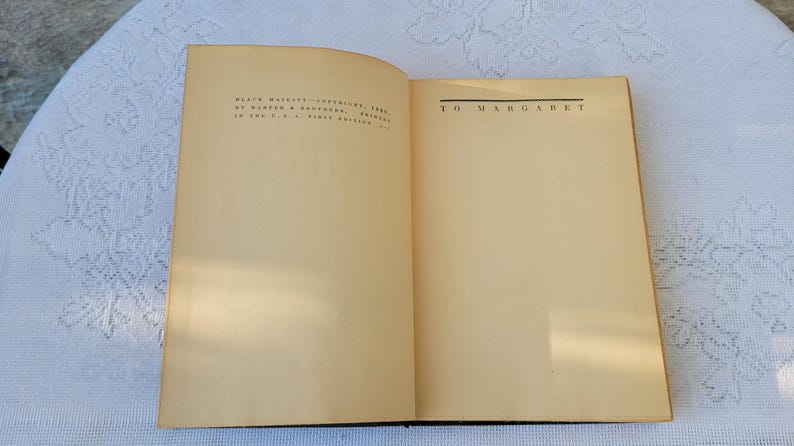 BLACK MAJESTY—COPYRIGHT, 1928,
BY HARPER & BROTHERS. PRINTED
IN THE U. S. A. FIRST EDITION
TO MARGARET